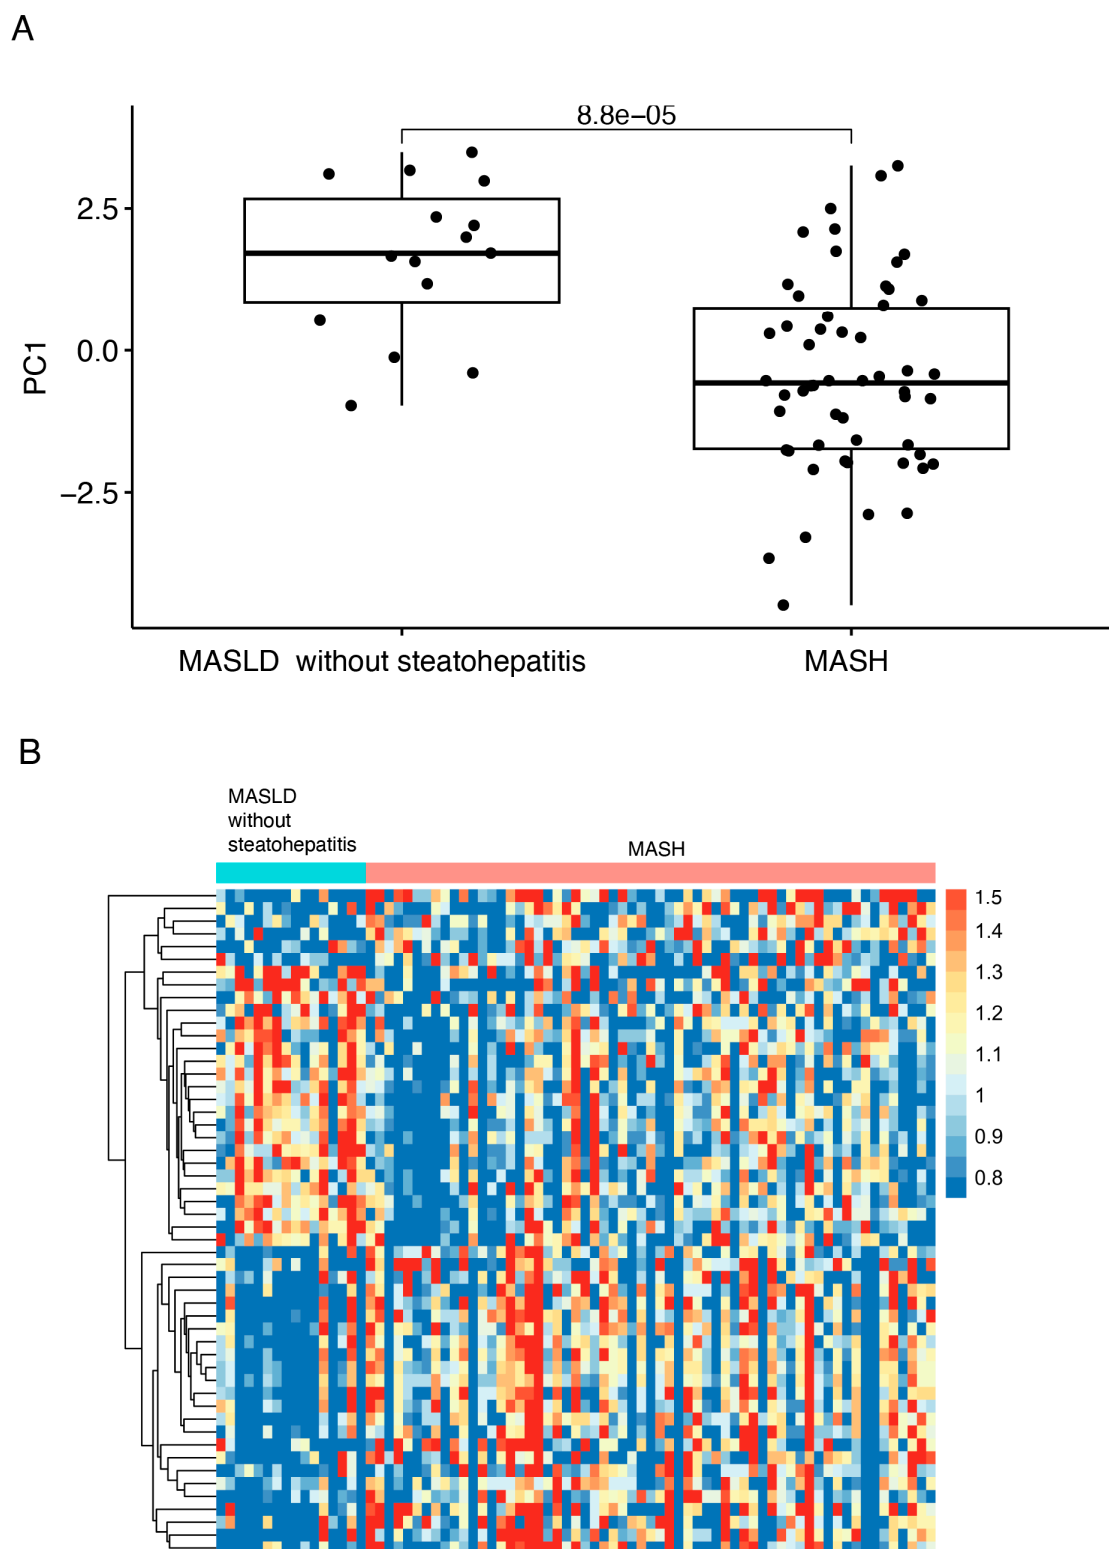 A
8.8e−05
2.5
0.0
−2.5
PC1
MASLD  without steatohepatitis
MASH
B
MASLD
without
steatohepatitis
MASH
1.5
1.4
1.3
1.2
1.1
1
0.9
0.8